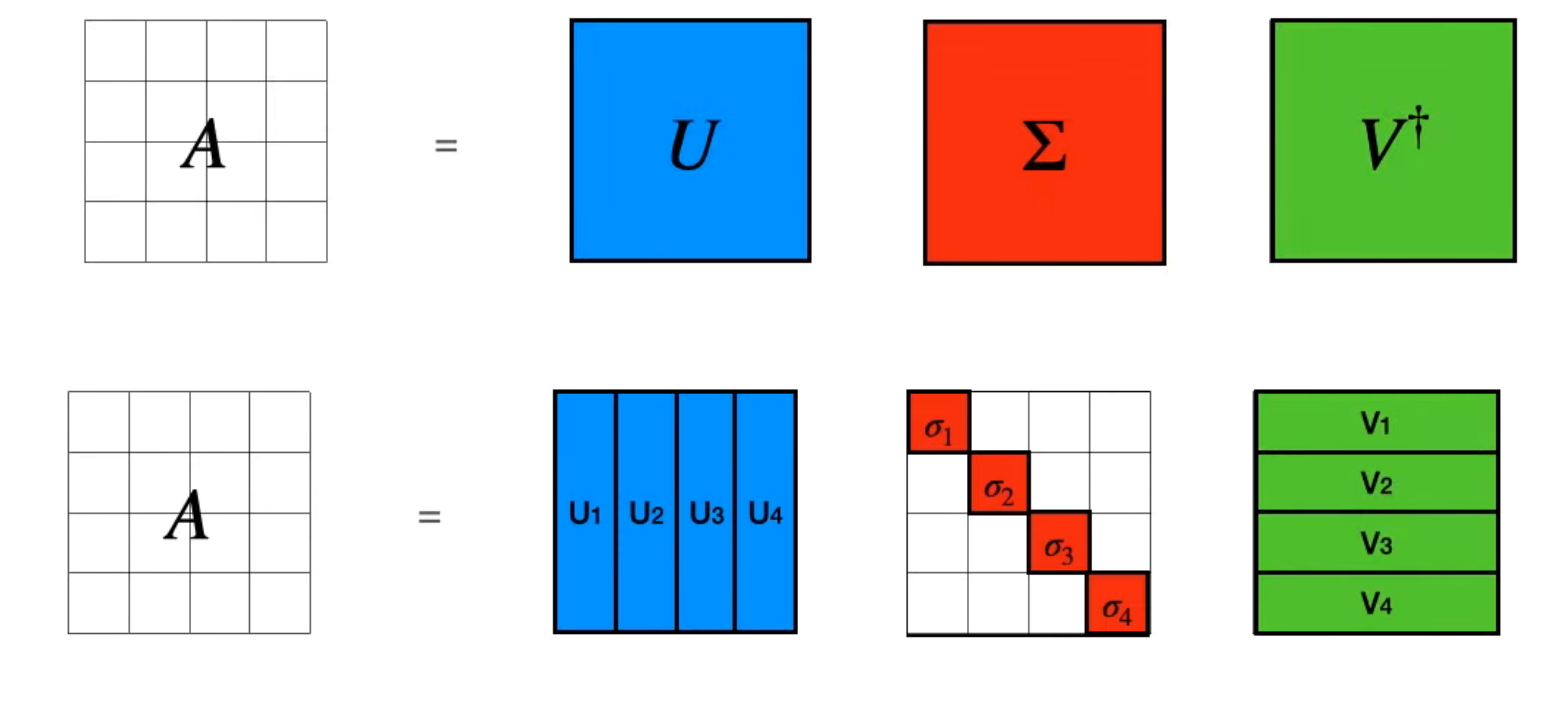 A = U Σ V†
A = U1 U2 U3 U4 σ1 σ2 σ3 σ4 V1 V2 V3 V4